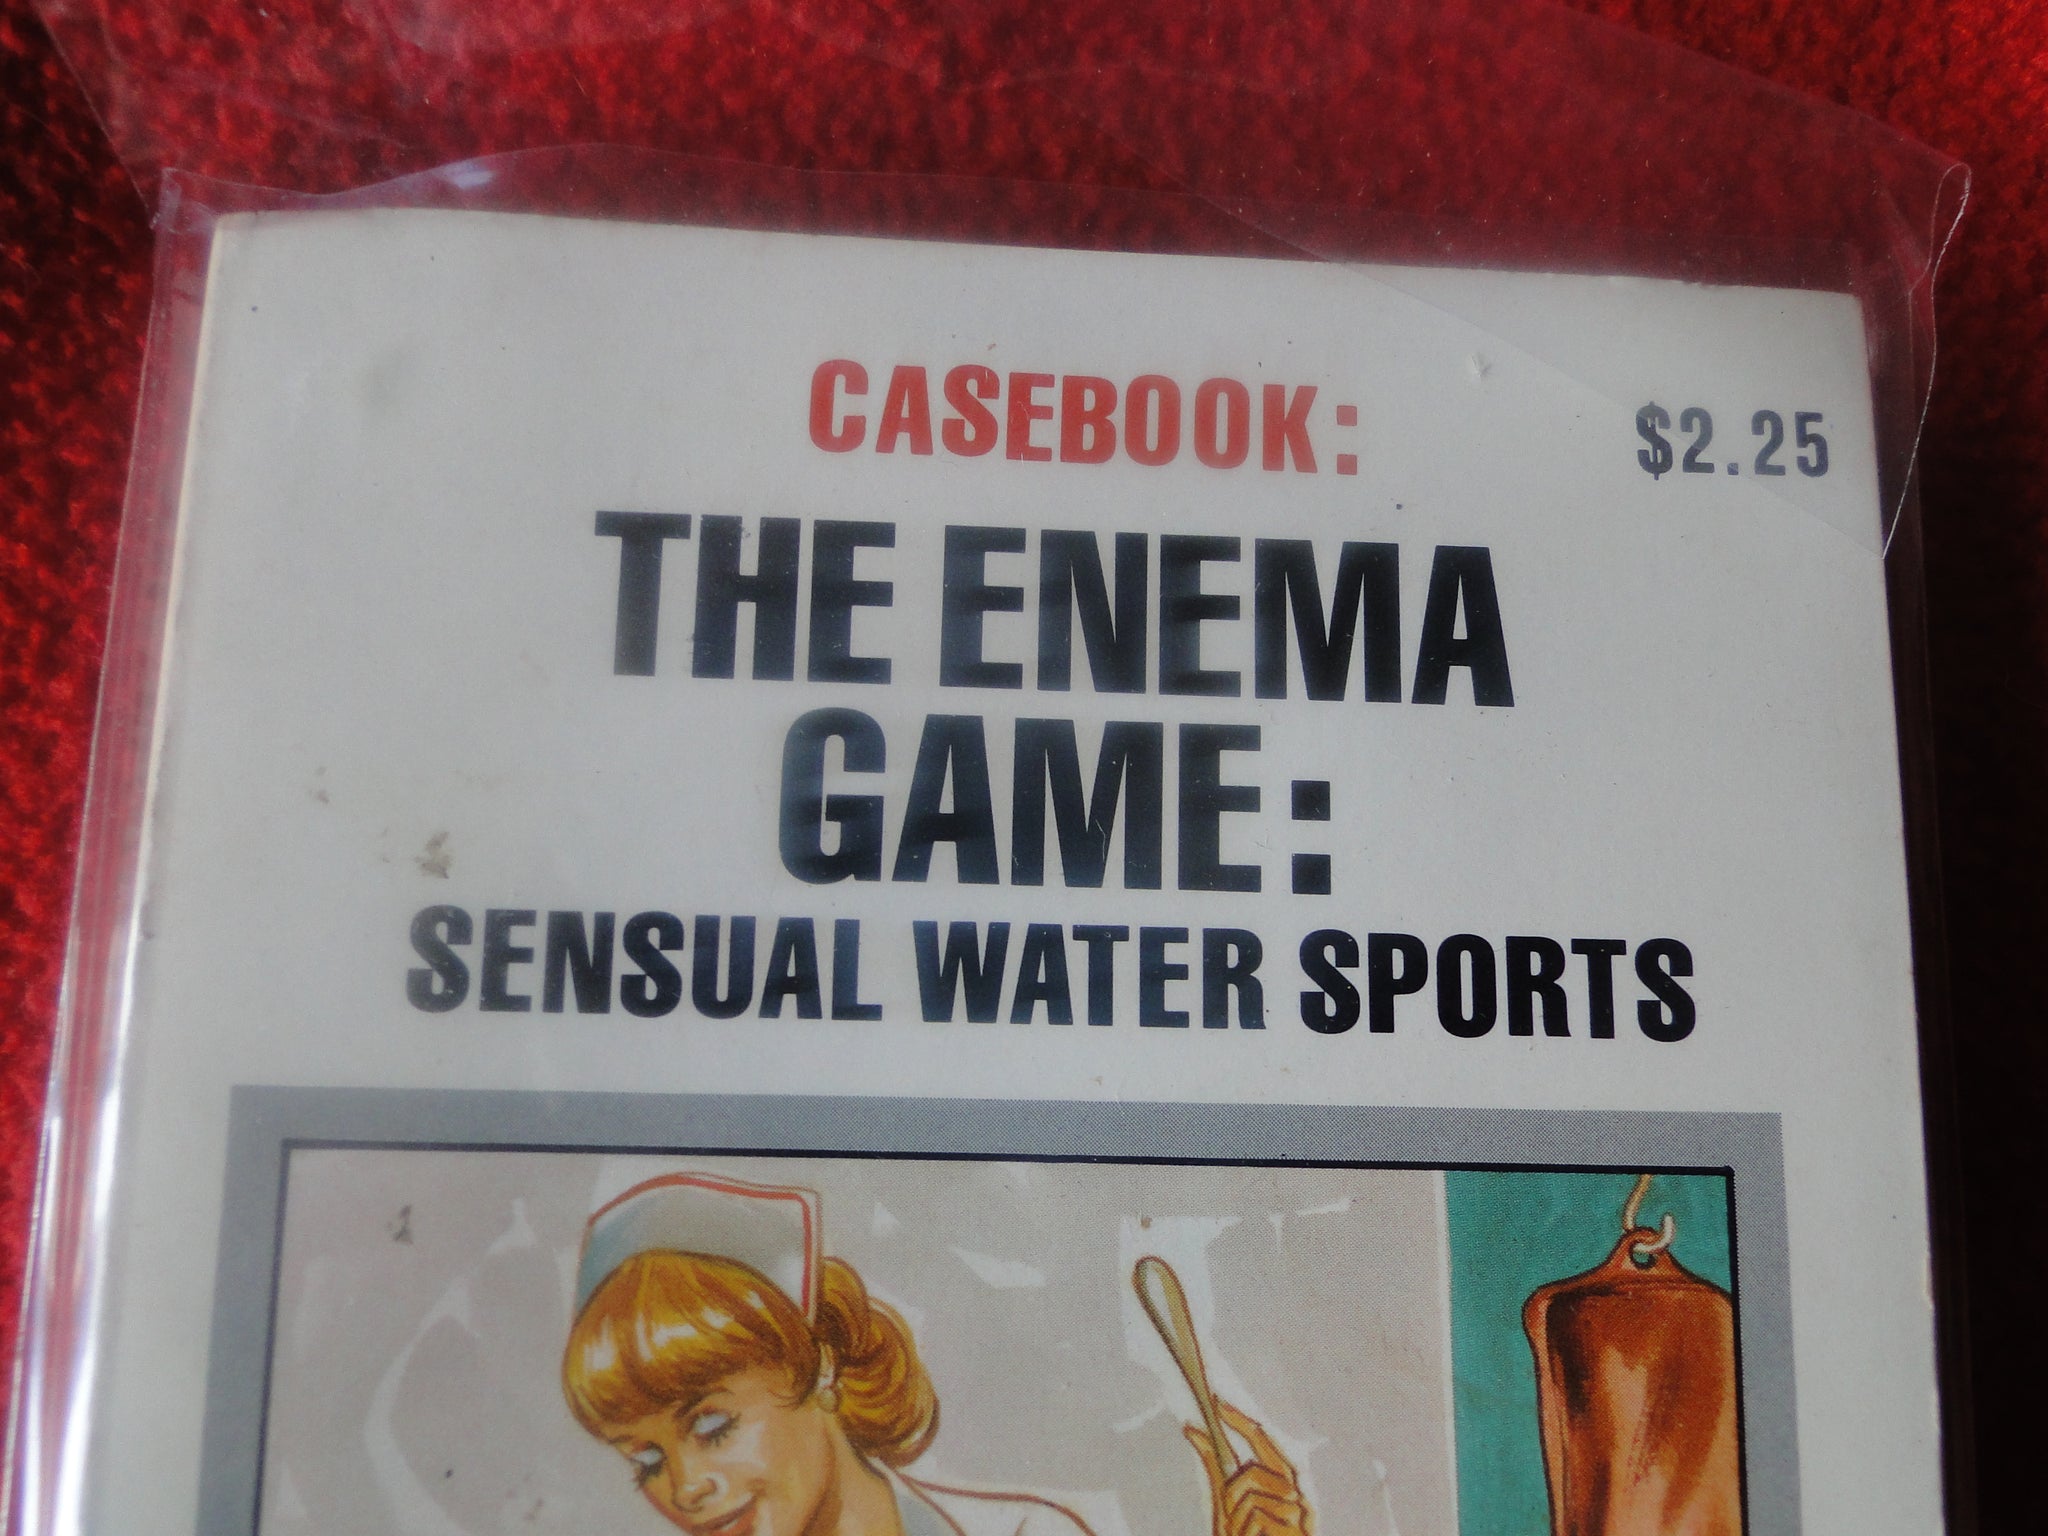 CASEBOOK:
$2.25
THE ENEMA
GAME:
SENSUAL WATER SPORTS